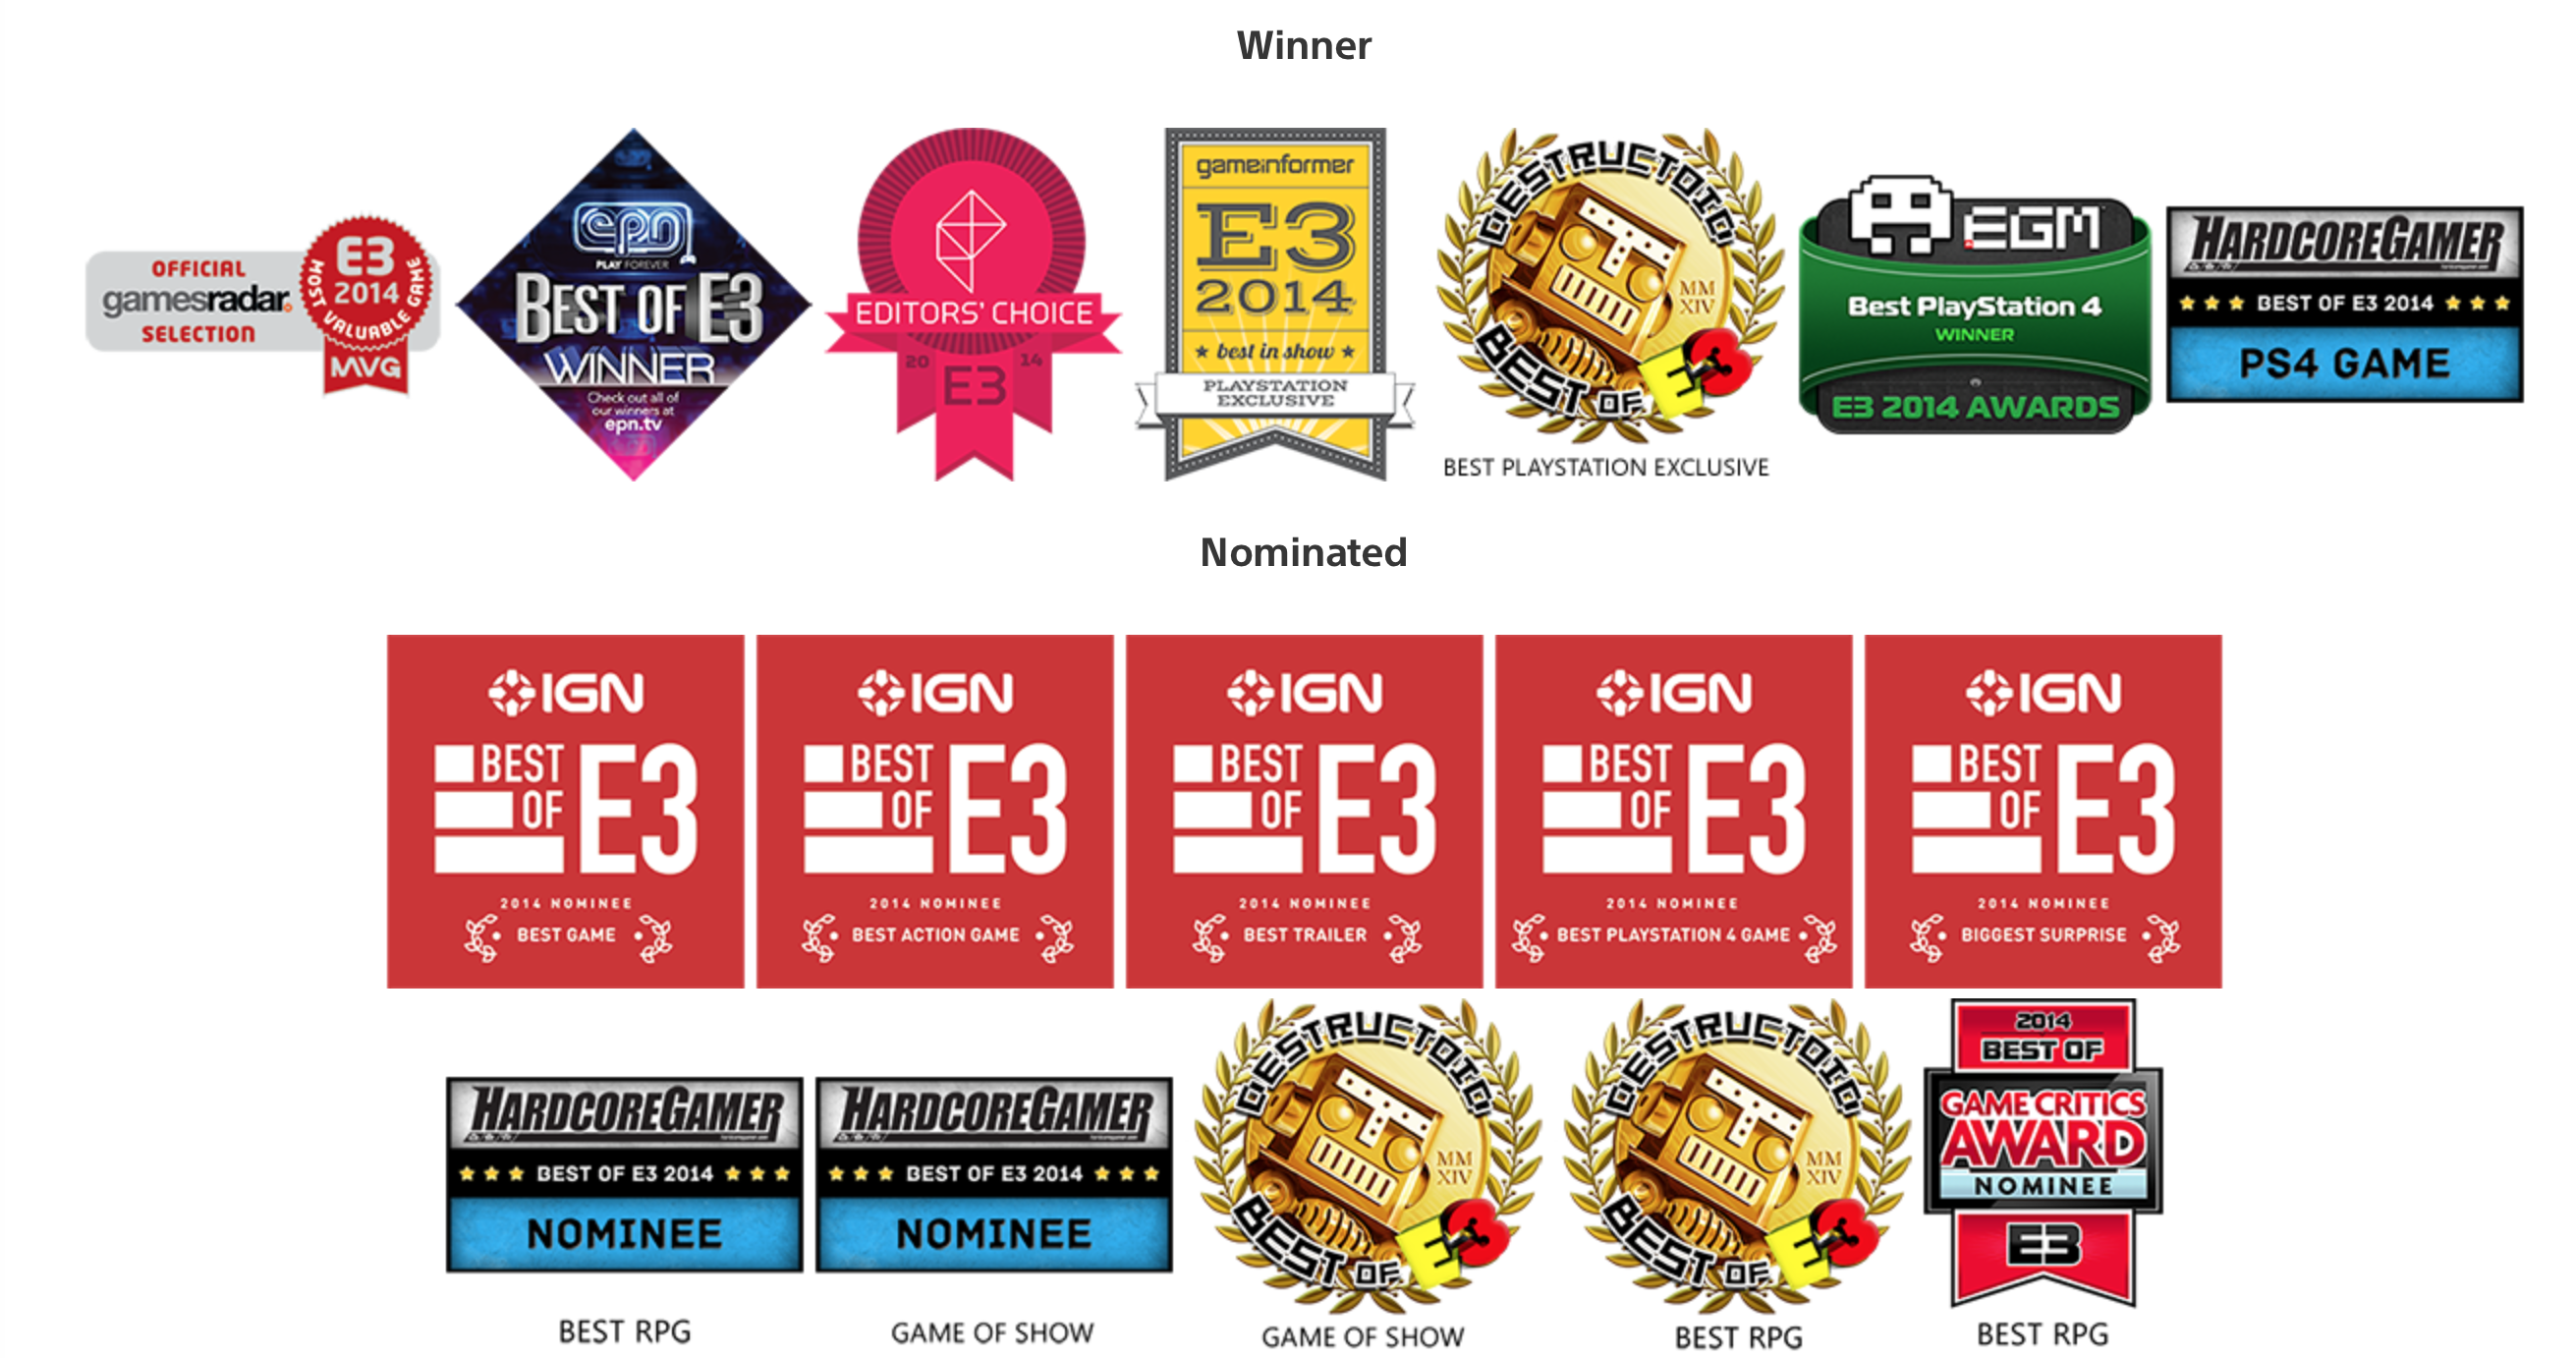 Winner
OFFICIAL
gamesradar.
SELECTION
E3
2014
MOST VALUABLE GAME
MVG
epn
PLAY FOREVER
BEST OF E3
WINNER
Check out all of
our winners at
epn.tv
EDITORS' CHOICE
20 14
E3
gameinformer
E3
2014
★ best in show ★
PLAYSTATION
EXCLUSIVE
DESTRUCTOID
MM
XIV
BEST OF E3
BEST PLAYSTATION EXCLUSIVE
EGM
Best PlayStation 4
WINNER
E3 2014 AWARDS
HARDCOREGAMER
★ ★ ★ BEST OF E3 2014 ★ ★ ★
PS4 GAME
Nominated
IGN
BEST
OF
E3
2014 NOMINEE
• BEST GAME •
IGN
BEST
OF
E3
2014 NOMINEE
• BEST ACTION GAME •
IGN
BEST
OF
E3
2014 NOMINEE
• BEST TRAILER •
IGN
BEST
OF
E3
2014 NOMINEE
• BEST PLAYSTATION 4 GAME •
IGN
BEST
OF
E3
2014 NOMINEE
• BIGGEST SURPRISE •
HARDCOREGAMER
★ ★ ★ BEST OF E3 2014 ★ ★ ★
NOMINEE
BEST RPG
HARDCOREGAMER
★ ★ ★ BEST OF E3 2014 ★ ★ ★
NOMINEE
GAME OF SHOW
DESTRUCTOID
MM
XIV
BEST OF E3
GAME OF SHOW
DESTRUCTOID
MM
XIV
BEST OF E3
BEST RPG
2014
BEST OF
GAME CRITICS
AWARD
NOMINEE
E3
BEST RPG